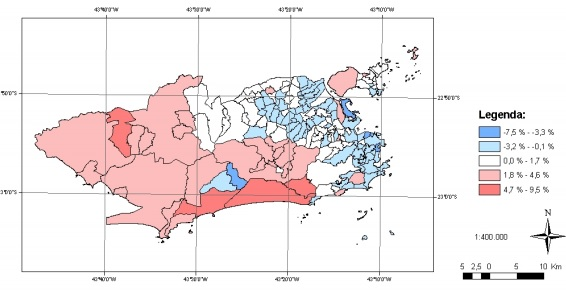 43°40'0"W 43°30'0"W 43°20'0"W 43°10'0"W
22°50'0"S
23°0'0"S
Legenda:
-7,5 % - -3,3 %
-3,2 % - -0,1 %
0,0 % - 1,7 %
1,8 % - 4,6 %
4,7 % - 9,5 %
N
1:400.000
5 2,5 0 5 10 Km
43°40'0"W 43°30'0"W 43°20'0"W 43°10'0"W